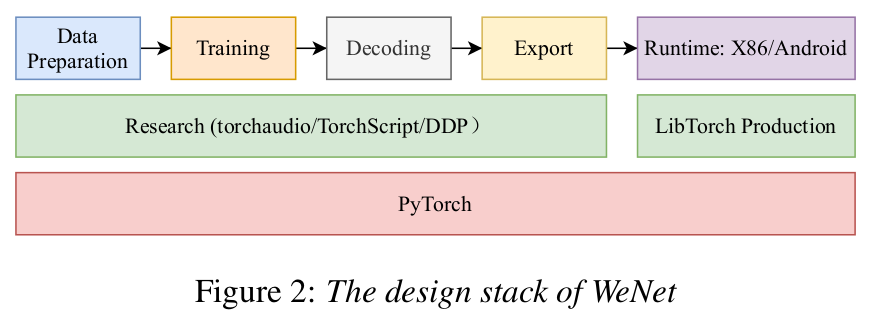 Data
Preparation
Training
Decoding
Export
Runtime: X86/Android
Research (torchaudio/TorchScript/DDP）
LibTorch Production
PyTorch
Figure 2: The design stack of WeNet